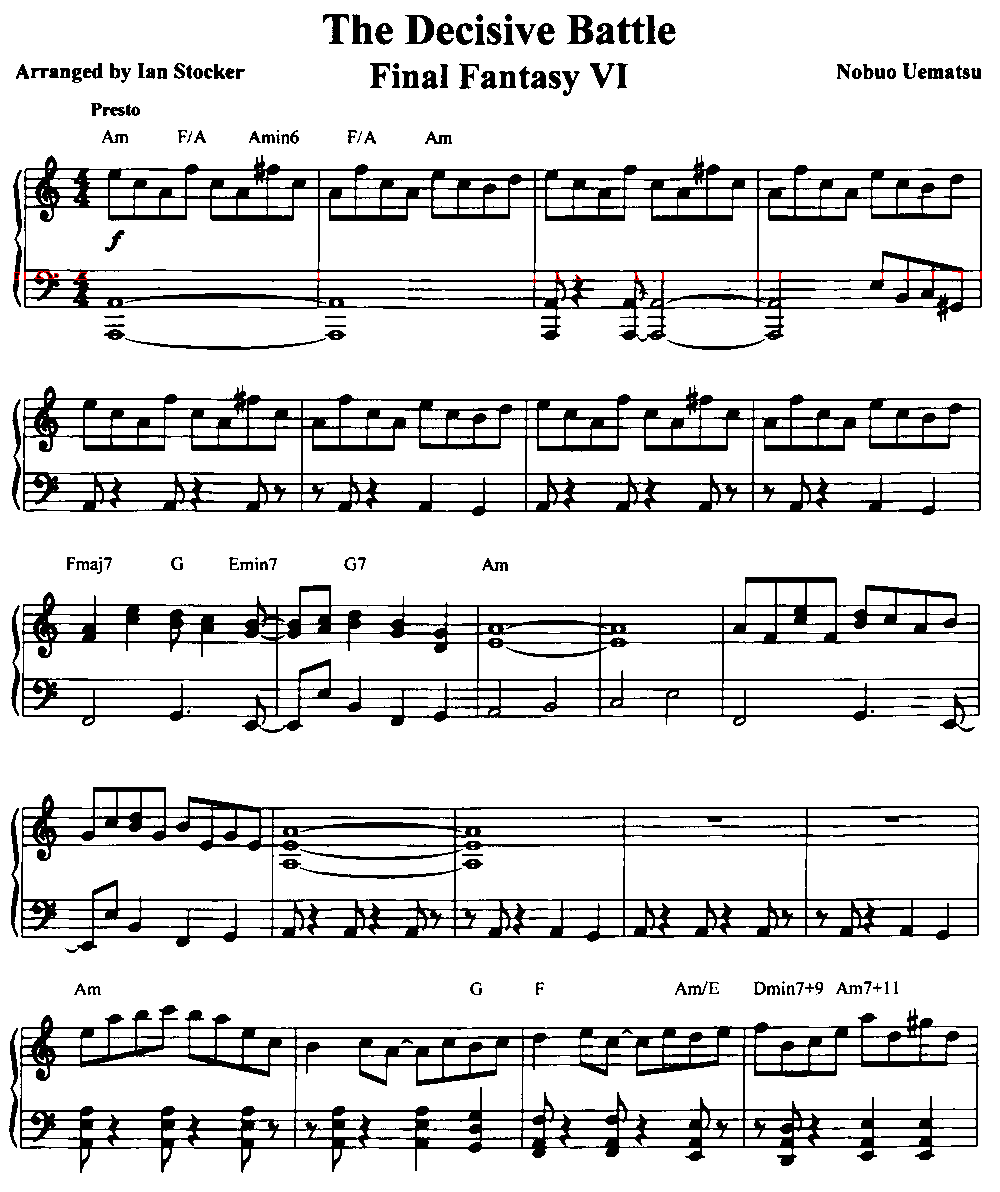 The Decisive Battle
Arranged by Ian Stocker Final Fantasy VI Nobuo Uematsu
Presto
Am F/A Amin6 F/A Am
f
Fmaj7 G Emin7 G7 Am
Am G F Am/E Dmin7+9 Am7+11